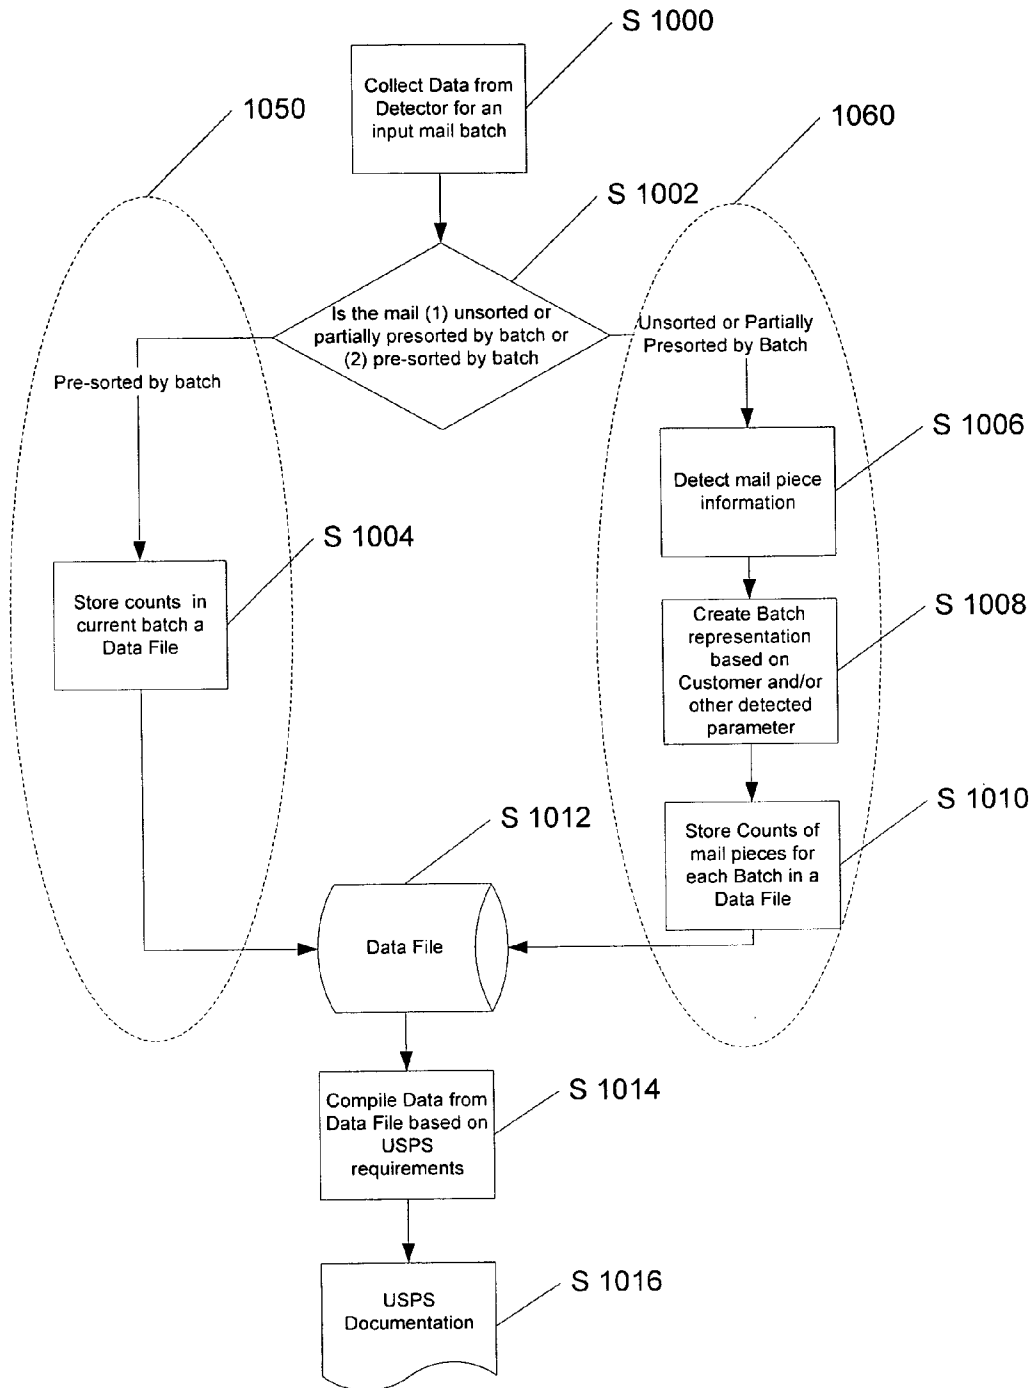 S 1000
Collect Data from
Detector for an
input mail batch
1050
1060
S 1002
Is the mail (1) unsorted or
partially presorted by batch or
(2) pre-sorted by batch
Unsorted or Partially
Presorted by Batch
Pre-sorted by batch
S 1006
Detect mail piece
information
S 1004
Store counts in
current batch a
Data File
S 1008
Create Batch
representation
based on
Customer and/or
other detected
parameter
S 1010
Store Counts of
mail pieces for
each Batch in a
Data File
S 1012
Data File
S 1014
Compile Data from
Data File based on
USPS
requirements
S 1016
USPS
Documentation